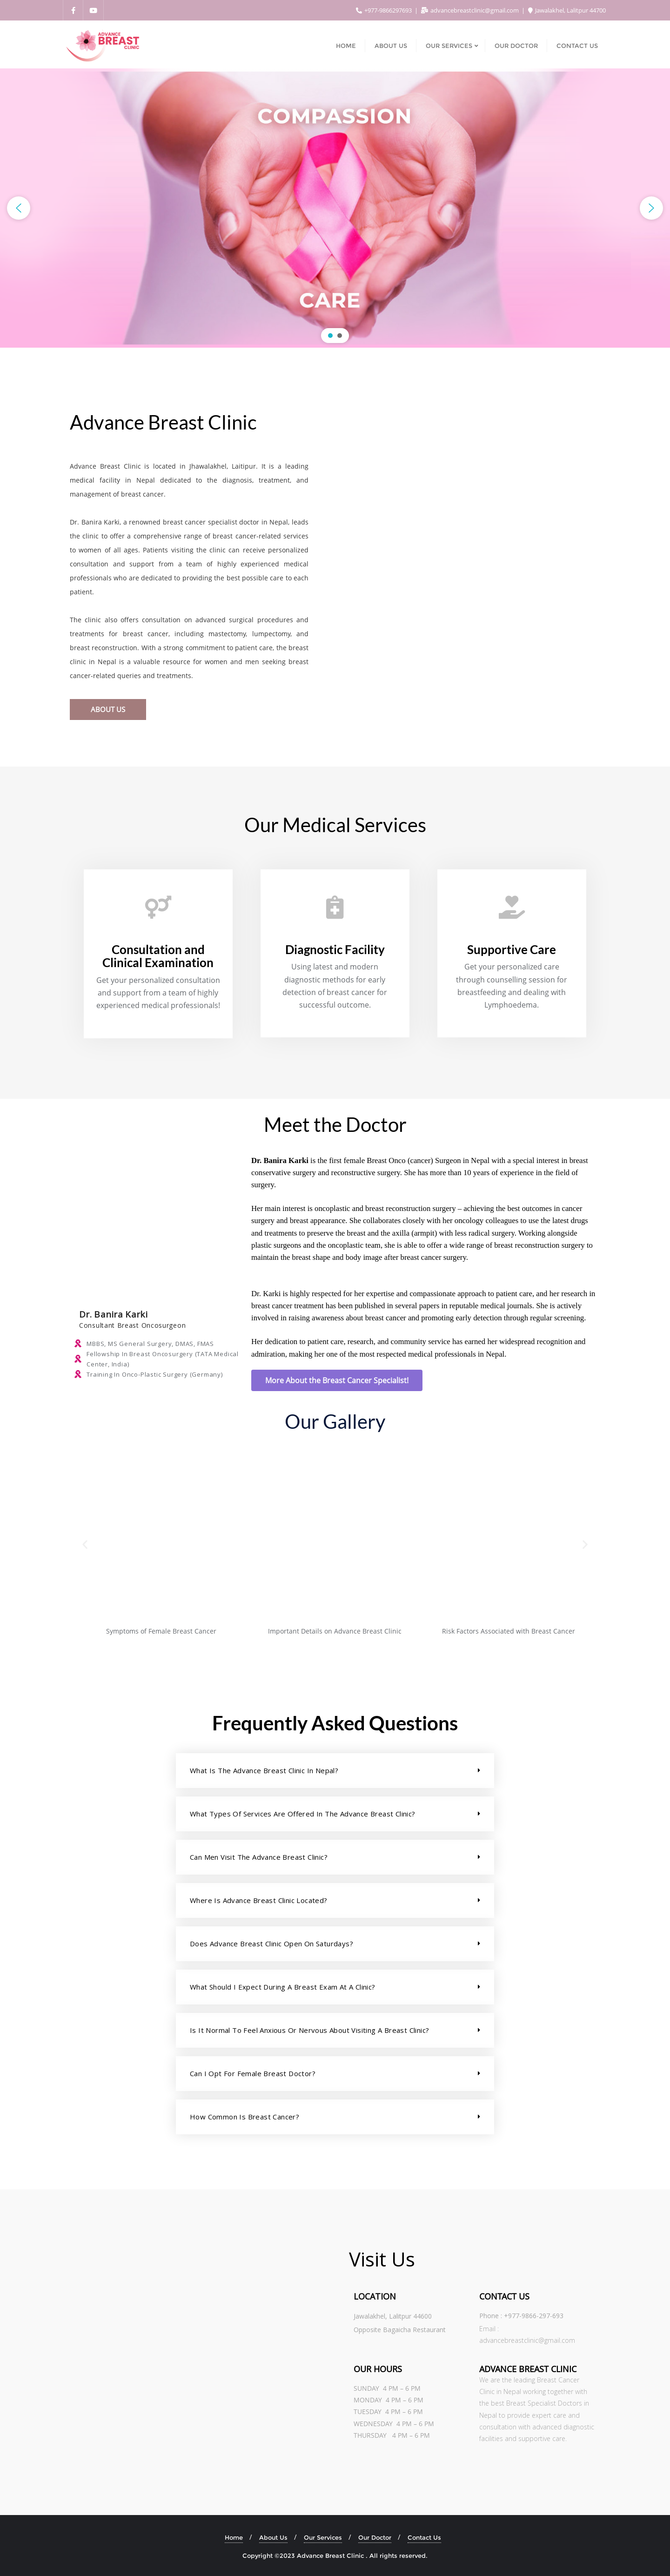 +977-9866297693 | advancebreastclinic@gmail.com | Jawalakhel, Lalitpur 44700
ADVANCE
BREAST
CLINIC
HOME
ABOUT US
OUR SERVICES
OUR DOCTOR
CONTACT US
COMPASSION
CARE
Advance Breast Clinic
Advance Breast Clinic is located in Jhawalakhel, Laitipur. It is a leading
medical facility in Nepal dedicated to the diagnosis, treatment, and
management of breast cancer.
Dr. Banira Karki, a renowned breast cancer specialist doctor in Nepal, leads
the clinic to offer a comprehensive range of breast cancer-related services
to women of all ages. Patients visiting the clinic can receive personalized
consultation and support from a team of highly experienced medical
professionals who are dedicated to providing the best possible care to each
patient.
The clinic also offers consultation on advanced surgical procedures and
treatments for breast cancer, including mastectomy, lumpectomy, and
breast reconstruction. With a strong commitment to patient care, the breast
clinic in Nepal is a valuable resource for women and men seeking breast
cancer-related queries and treatments.
ABOUT US
Our Medical Services
Consultation and
Clinical Examination
Get your personalized consultation
and support from a team of highly
experienced medical professionals!
Diagnostic Facility
Using latest and modern
diagnostic methods for early
detection of breast cancer for
successful outcome.
Supportive Care
Get your personalized care
through counselling session for
breastfeeding and dealing with
Lymphoedema.
Meet the Doctor
Dr. Banira Karki
Consultant Breast Oncosurgeon
MBBS, MS General Surgery, DMAS, FMAS
Fellowship In Breast Oncosurgery (TATA Medical
Center, India)
Training in Onco-Plastic Surgery (Germany)
Dr. Banira Karki is the first female Breast Onco (cancer) Surgeon in Nepal with a special interest in breast
conservative surgery and reconstructive surgery. She has more than 10 years of experience in the field of
surgery.
Her main interest is oncoplastic and breast reconstruction surgery – achieving the best outcomes in cancer
surgery and breast appearance. She collaborates closely with her oncology colleagues to use the latest drugs
and treatments to preserve the breast and the axilla (armpit) with less radical surgery. Working alongside
plastic surgeons and the oncoplastic team, she is able to offer a wide range of breast reconstruction surgery to
maintain the breast shape and body image after breast cancer surgery.
Dr. Karki is highly respected for her expertise and compassionate approach to patient care, and her research in
breast cancer treatment has been published in several papers in reputable medical journals. She is actively
involved in raising awareness about breast cancer and promoting early detection through regular screening.
Her dedication to patient care, research, and community service has earned her widespread recognition and
admiration, making her one of the most respected medical professionals in Nepal.
More About the Breast Cancer Specialist!
Our Gallery
Symptoms of Female Breast Cancer
Important Details on Advance Breast Clinic
Risk Factors Associated with Breast Cancer
Frequently Asked Questions
What Is The Advance Breast Clinic In Nepal?
What Types Of Services Are Offered In The Advance Breast Clinic?
Can Men Visit The Advance Breast Clinic?
Where Is Advance Breast Clinic Located?
Does Advance Breast Clinic Open On Saturdays?
What Should I Expect During A Breast Exam At A Clinic?
Is It Normal To Feel Anxious Or Nervous About Visiting A Breast Clinic?
Can I Opt For Female Breast Doctor?
How Common Is Breast Cancer?
Visit Us
LOCATION
Jawalakhel, Lalitpur 44600
Opposite Bagaicha Restaurant
CONTACT US
Phone : +977-9866-297-693
Email
advancebreastclinic@gmail.com
OUR HOURS
SUNDAY 4 PM – 6 PM
MONDAY 4 PM – 6 PM
TUESDAY 4 PM – 6 PM
WEDNESDAY 4 PM – 6 PM
THURSDAY 4 PM – 6 PM
ADVANCE BREAST CLINIC
We are the leading Breast Cancer
Clinic in Nepal working together with
the best Breast Specialist Doctors in
Nepal to provide expert care and
consultation with advanced diagnostic
facilities and supportive care.
Home / About Us / Our Services / Our Doctor / Contact Us
Copyright ©2023 Advance Breast Clinic . All rights reserved.